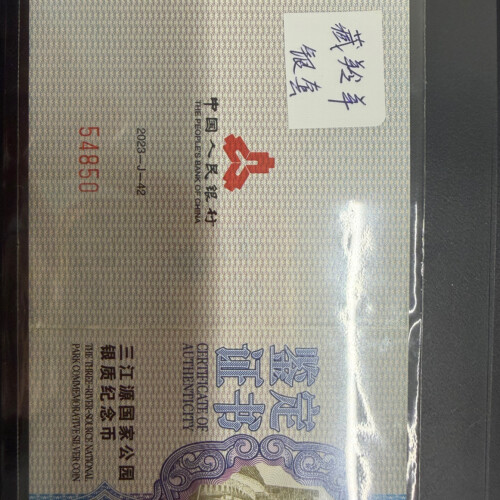 藏羚羊
银真
中国人民银行
THE PEOPLE'S BANK OF CHINA
2023—J—42
54850
鉴定
证书
CERTIFICATE OF
AUTHENTICITY
三江源国家公园
银质纪念币
THE THREE-RIVER-SOURCE NATIONAL
PARK COMMEMORATIVE SILVER COIN